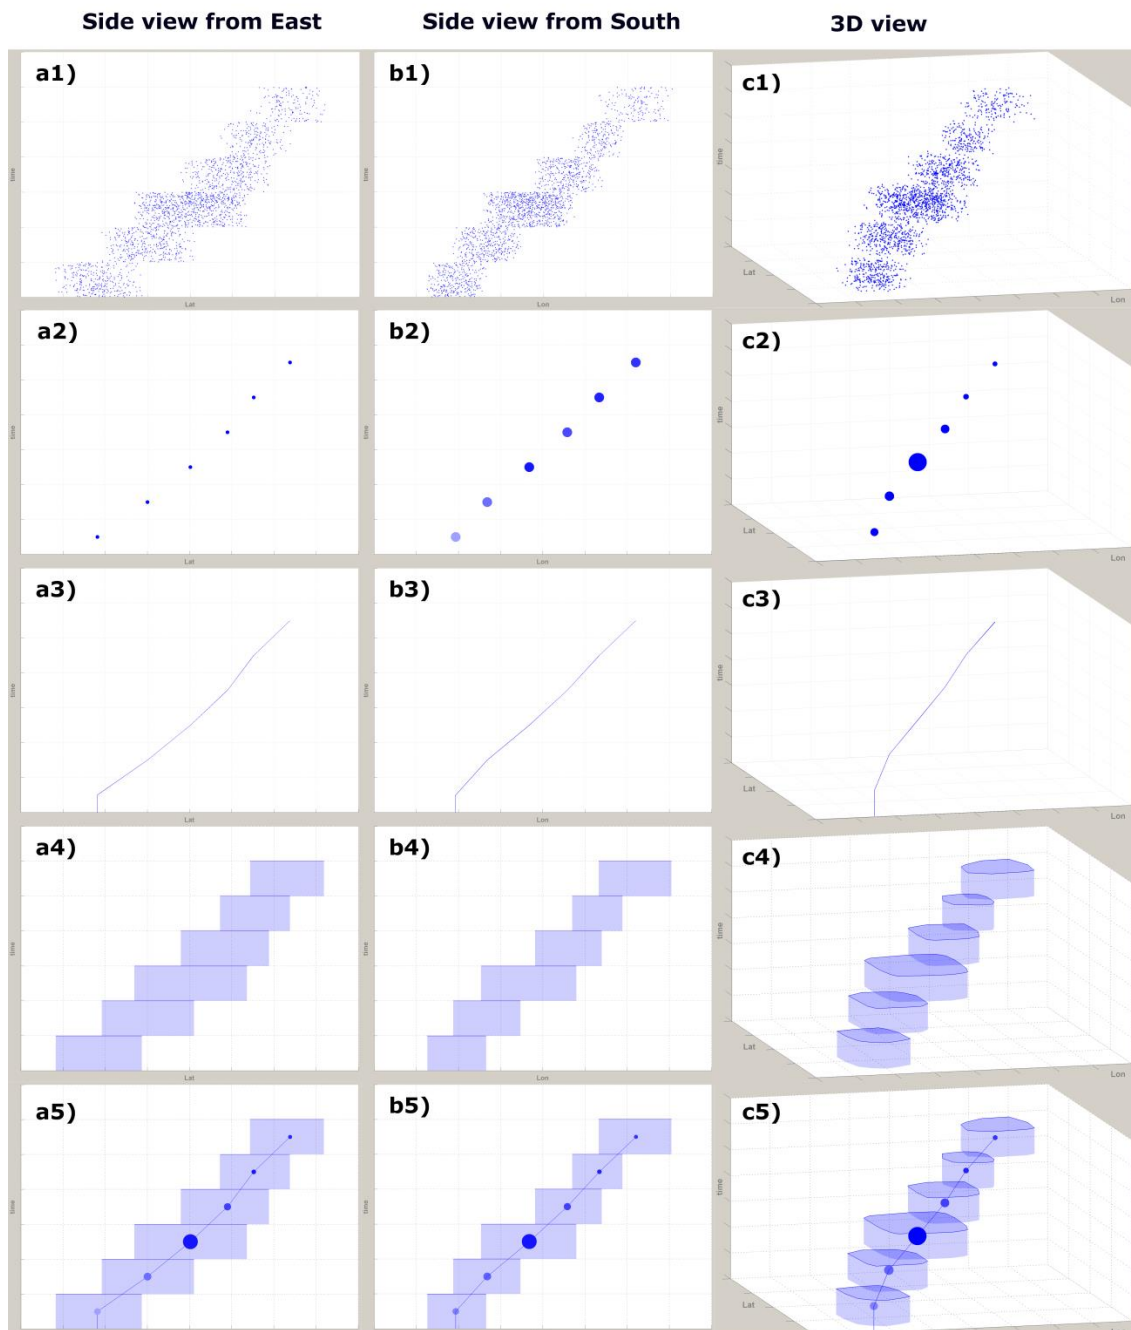 Side view from East Side view from South 3D view
a1) b1) c1)
time time time
Lat
Lon
Lat Lon
a2) b2) c2)
time time time
Lat
Lat Lon Lon
a3) b3) c3)
time time time
Lat Lon
a4) b4) c4)
time time time
Lat
Lat Lon Lon
a5) b5) c5)
time time time
Lat Lon